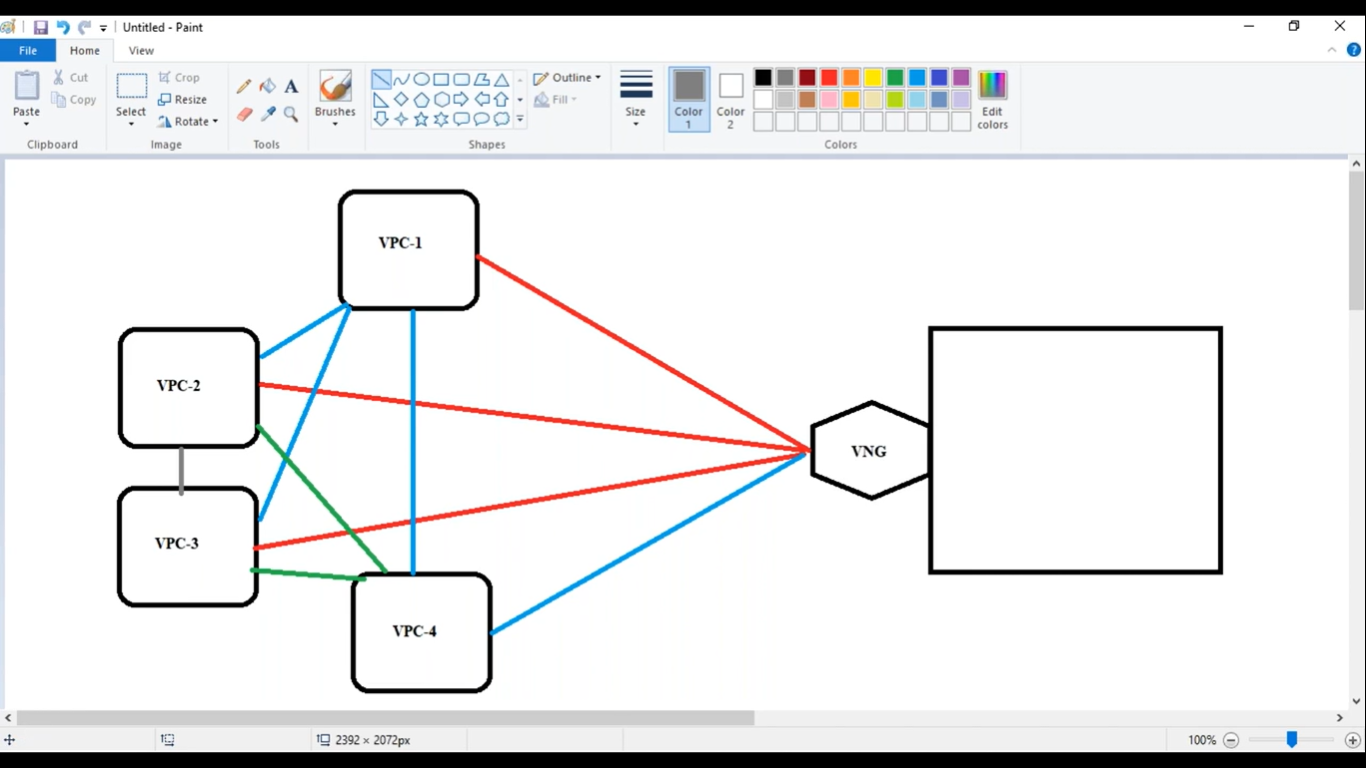 Untitled - Paint
File Home View
Paste
Cut
Copy
Clipboard
Select
Crop
Resize
Rotate
Image
A
Tools
Brushes
Shapes
Outline
Fill
Size
Color 1
Color 2
Edit colors
Colors
VPC-1
VPC-2
VPC-3
VPC-4
VNG
2392 × 2072px
100%